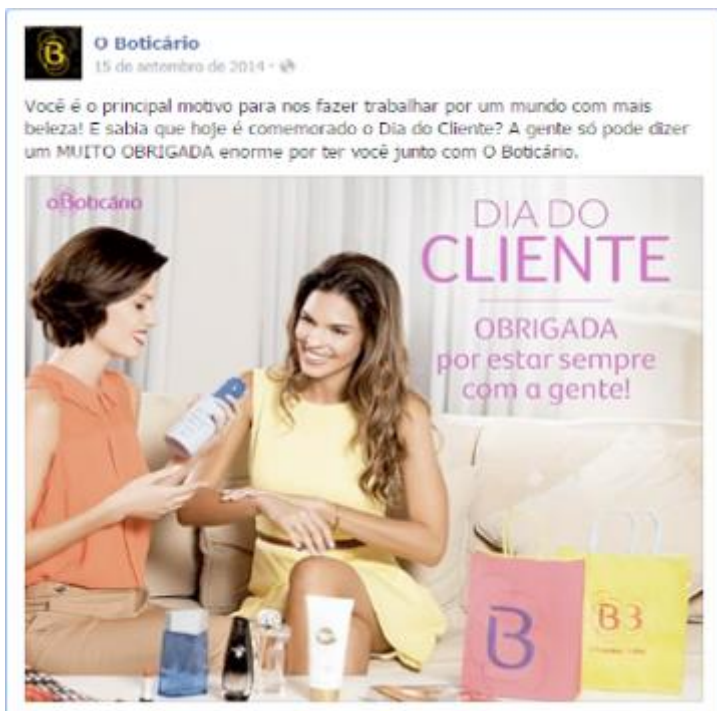 O Boticário
15 de setembro de 2014
Você é o principal motivo para nos fazer trabalhar por um mundo com mais
beleza! E sabia que hoje é comemorado o Dia do Cliente? A gente só pode dizer
um MUITO OBRIGADA enorme por ter você junto com O Boticário.
oBoticário
DIA DO
CLIENTE
OBRIGADA
por estar sempre
com a gente!
B
B3